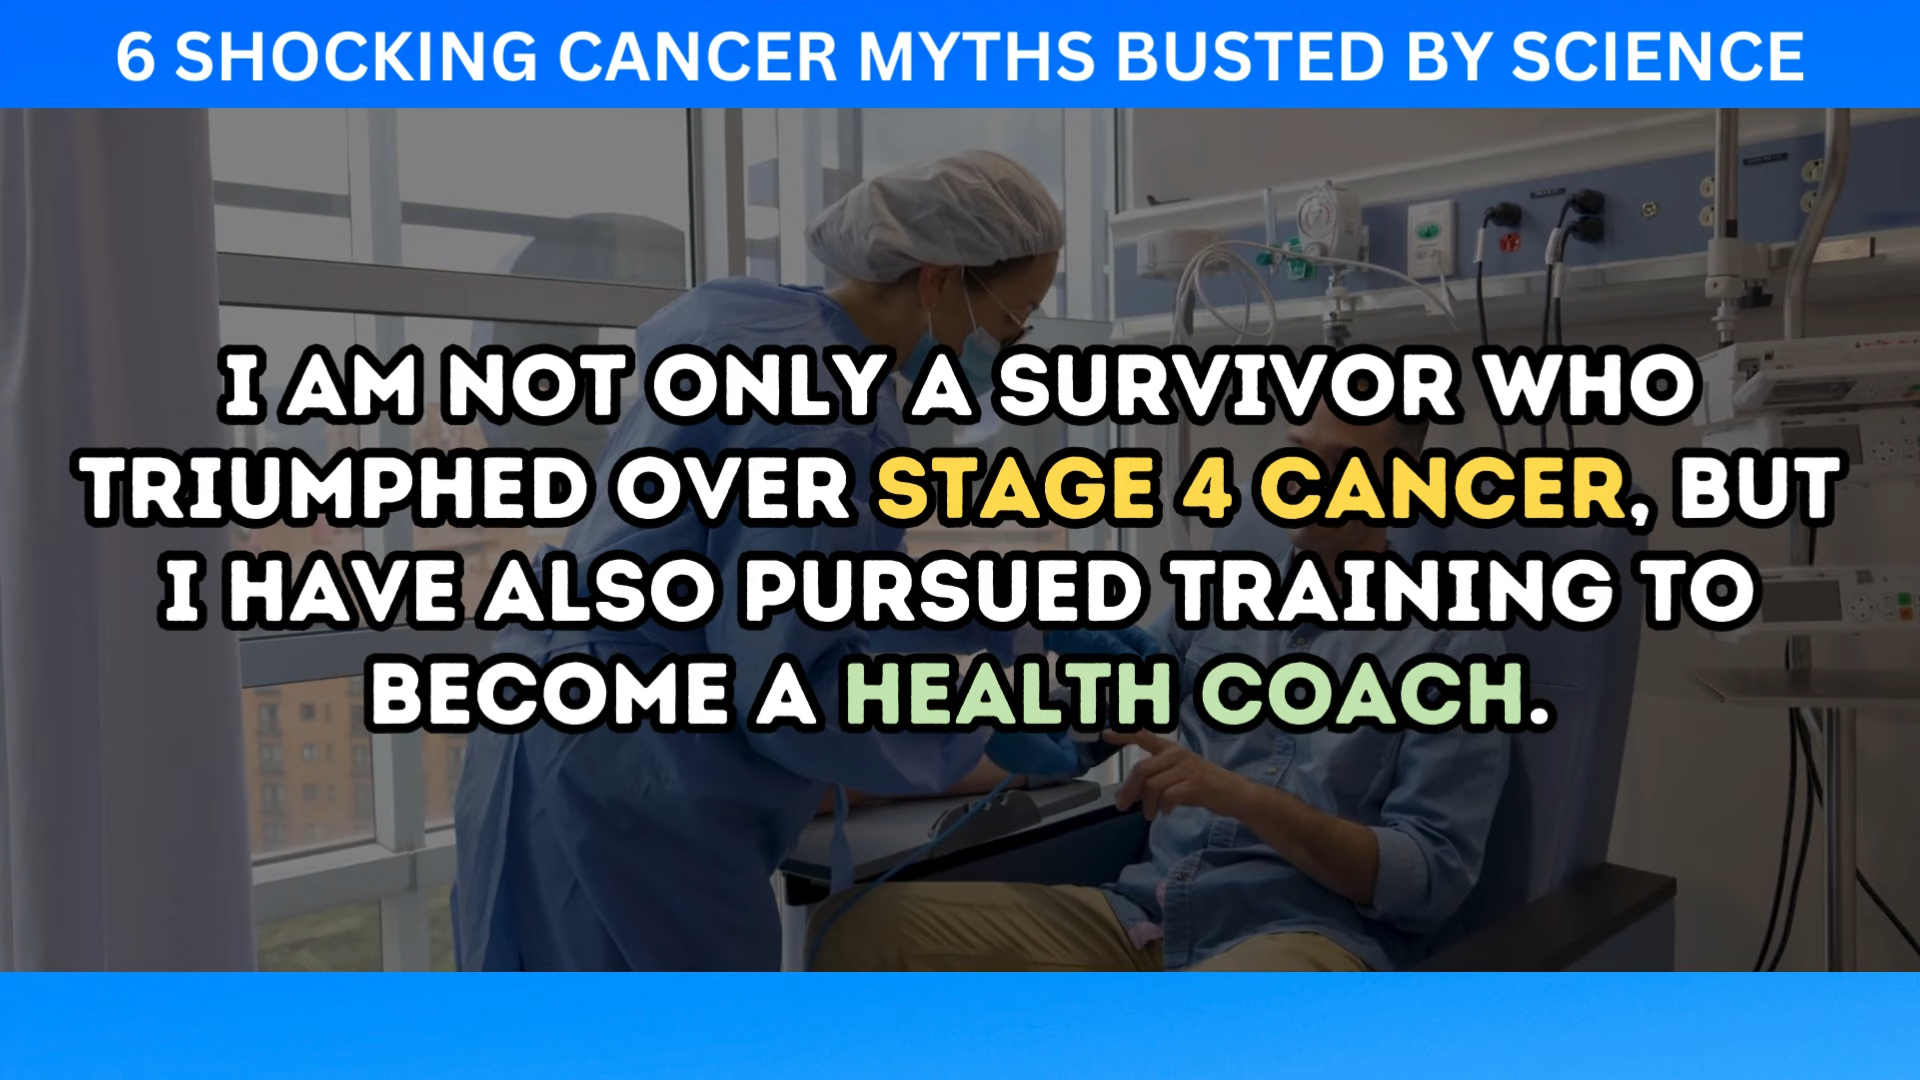 6 SHOCKING CANCER MYTHS BUSTED BY SCIENCE
I AM NOT ONLY A SURVIVOR WHO
TRIUMPHED OVER STAGE 4 CANCER, BUT
I HAVE ALSO PURSUED TRAINING TO
BECOME A HEALTH COACH.